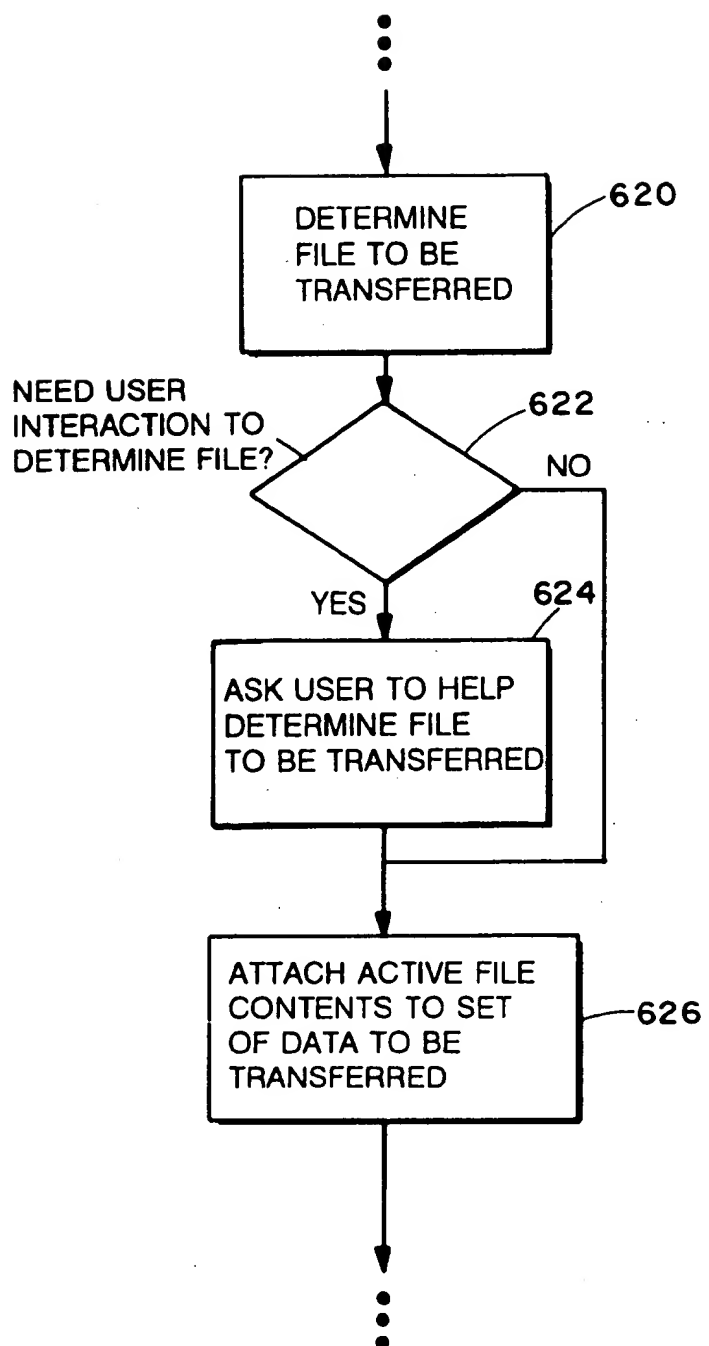 DETERMINE
FILE TO BE
TRANSFERRED
620
NEED USER
INTERACTION TO
DETERMINE FILE?
622
NO
YES
624
ASK USER TO HELP
DETERMINE FILE
TO BE TRANSFERRED
ATTACH ACTIVE FILE
CONTENTS TO SET
OF DATA TO BE
TRANSFERRED
626